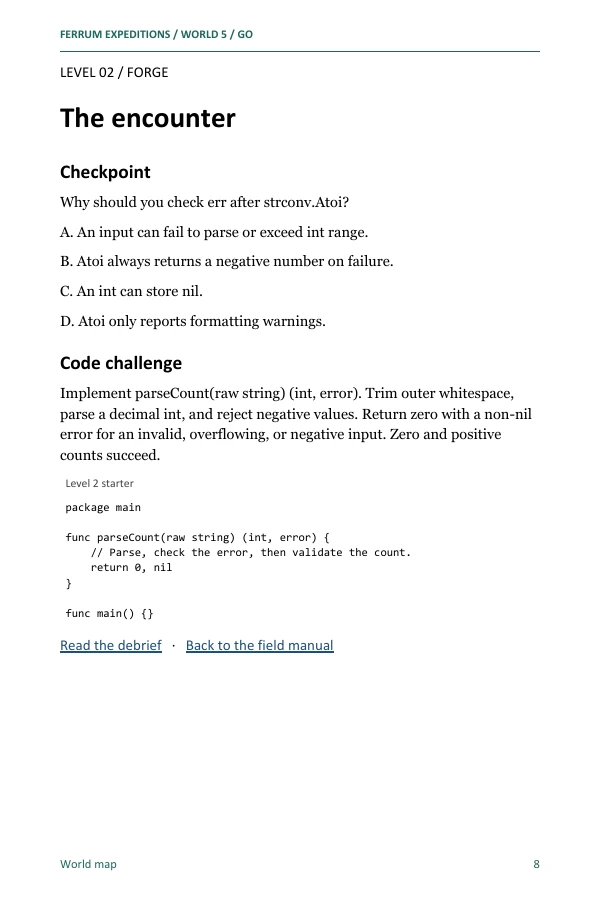 FERRUM EXPEDITIONS / WORLD 5 / GO
LEVEL 02 / FORGE
The encounter
Checkpoint
Why should you check err after strconv.Atoi?
A. An input can fail to parse or exceed int range.
B. Atoi always returns a negative number on failure.
C. An int can store nil.
D. Atoi only reports formatting warnings.
Code challenge
Implement parseCount(raw string) (int, error). Trim outer whitespace,
parse a decimal int, and reject negative values. Return zero with a non-nil
error for an invalid, overflowing, or negative input. Zero and positive
counts succeed.
Level 2 starter
package main
func parseCount(raw string) (int, error) {
    // Parse, check the error, then validate the count.
    return 0, nil
}
func main() {}
Read the debrief · Back to the field manual
World map 8